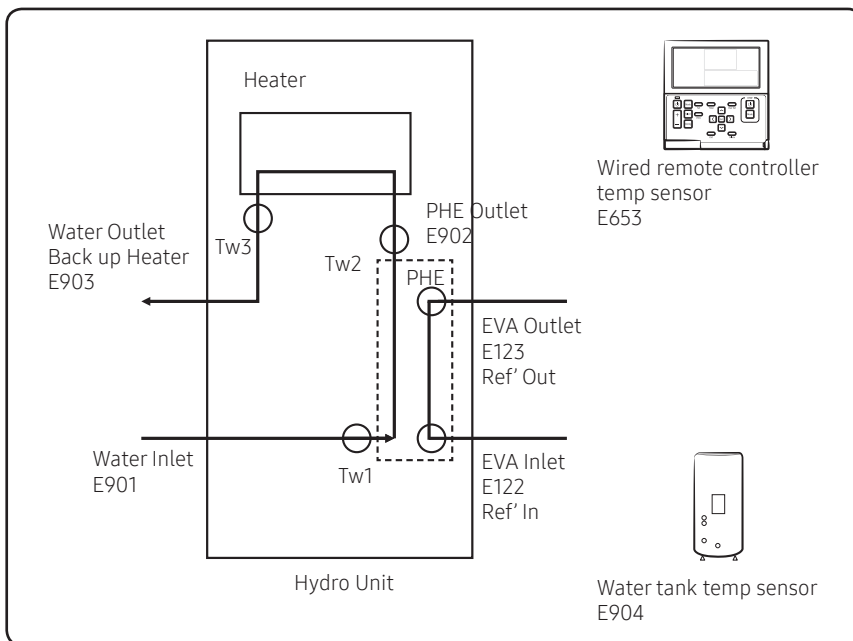 Heater
Wired remote controller
temp sensor
E653
Water Outlet
Back up Heater
E903
Tw3
PHE Outlet
E902
Tw2
PHE
EVA Outlet
E123
Ref' Out
Water Inlet
E901
Tw1
EVA Inlet
E122
Ref' In
Hydro Unit
Water tank temp sensor
E904